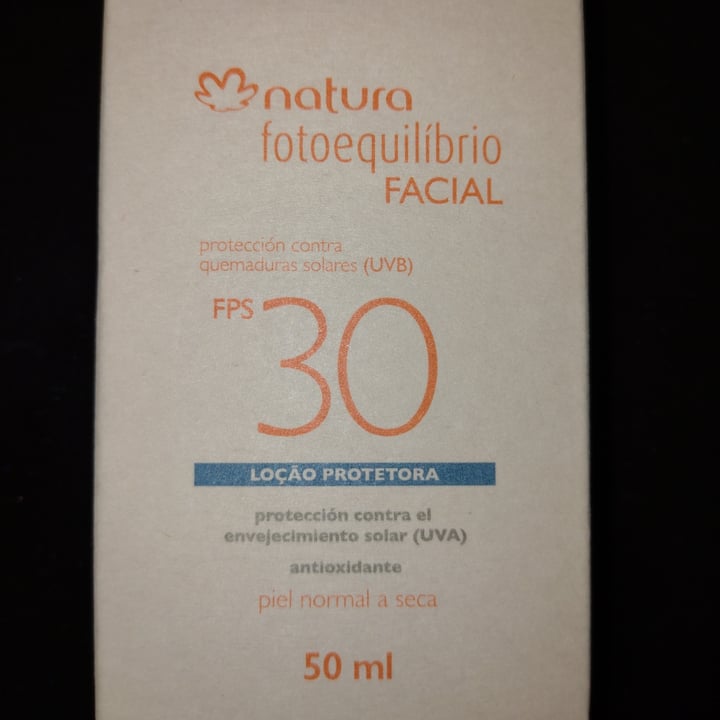 natura
fotoequilíbrio
FACIAL
protección contra
quemaduras solares (UVB)
FPS 30
LOÇÃO PROTETORA
protección contra el
envejecimiento solar (UVA)
antioxidante
piel normal a seca
50 ml